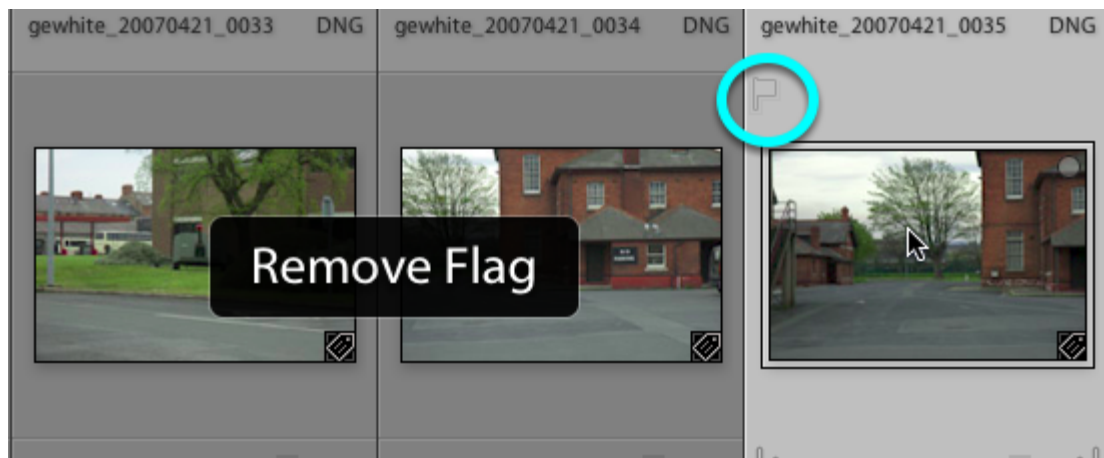 gewhite_20070421_0033 DNG
gewhite_20070421_0034 DNG
gewhite_20070421_0035 DNG
Remove Flag